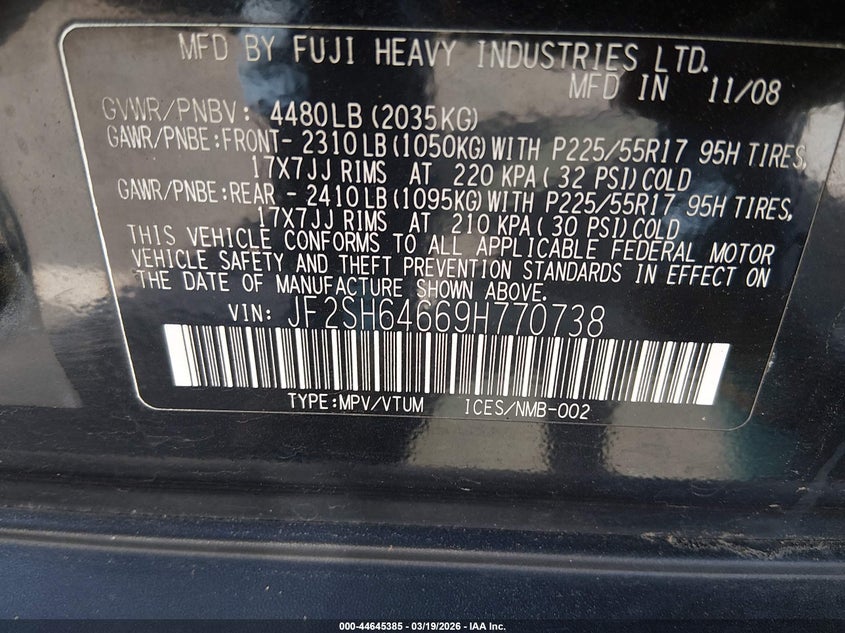 MFD BY FUJI HEAVY INDUSTRIES LTD.
MFD IN 11/08
GVWR/PNBV: 4480LB(2035KG)
GAWR/PNBE:FRONT- 2310LB(1050KG)WITH P225/55R17 95H TIRES,
17X7JJ RIMS AT 220 KPA(32 PSI)COLD
GAWR/PNBE:REAR - 2410LB(1095KG)WITH P225/55R17 95H TIRES,
17X7JJ RIMS AT 210 KPA(30 PSI)COLD
THIS VEHICLE CONFORMS TO ALL APPLICABLE FEDERAL MOTOR
VEHICLE SAFETY AND THEFT PREVENTION STANDARDS IN EFFECT ON
THE DATE OF MANUFACTURE SHOWN ABOVE.
VIN: JF2SH64669H770738
TYPE:MPV/VTUM ICES/NMB-002
000-44645385 - 03/19/2026 - IAA Inc.